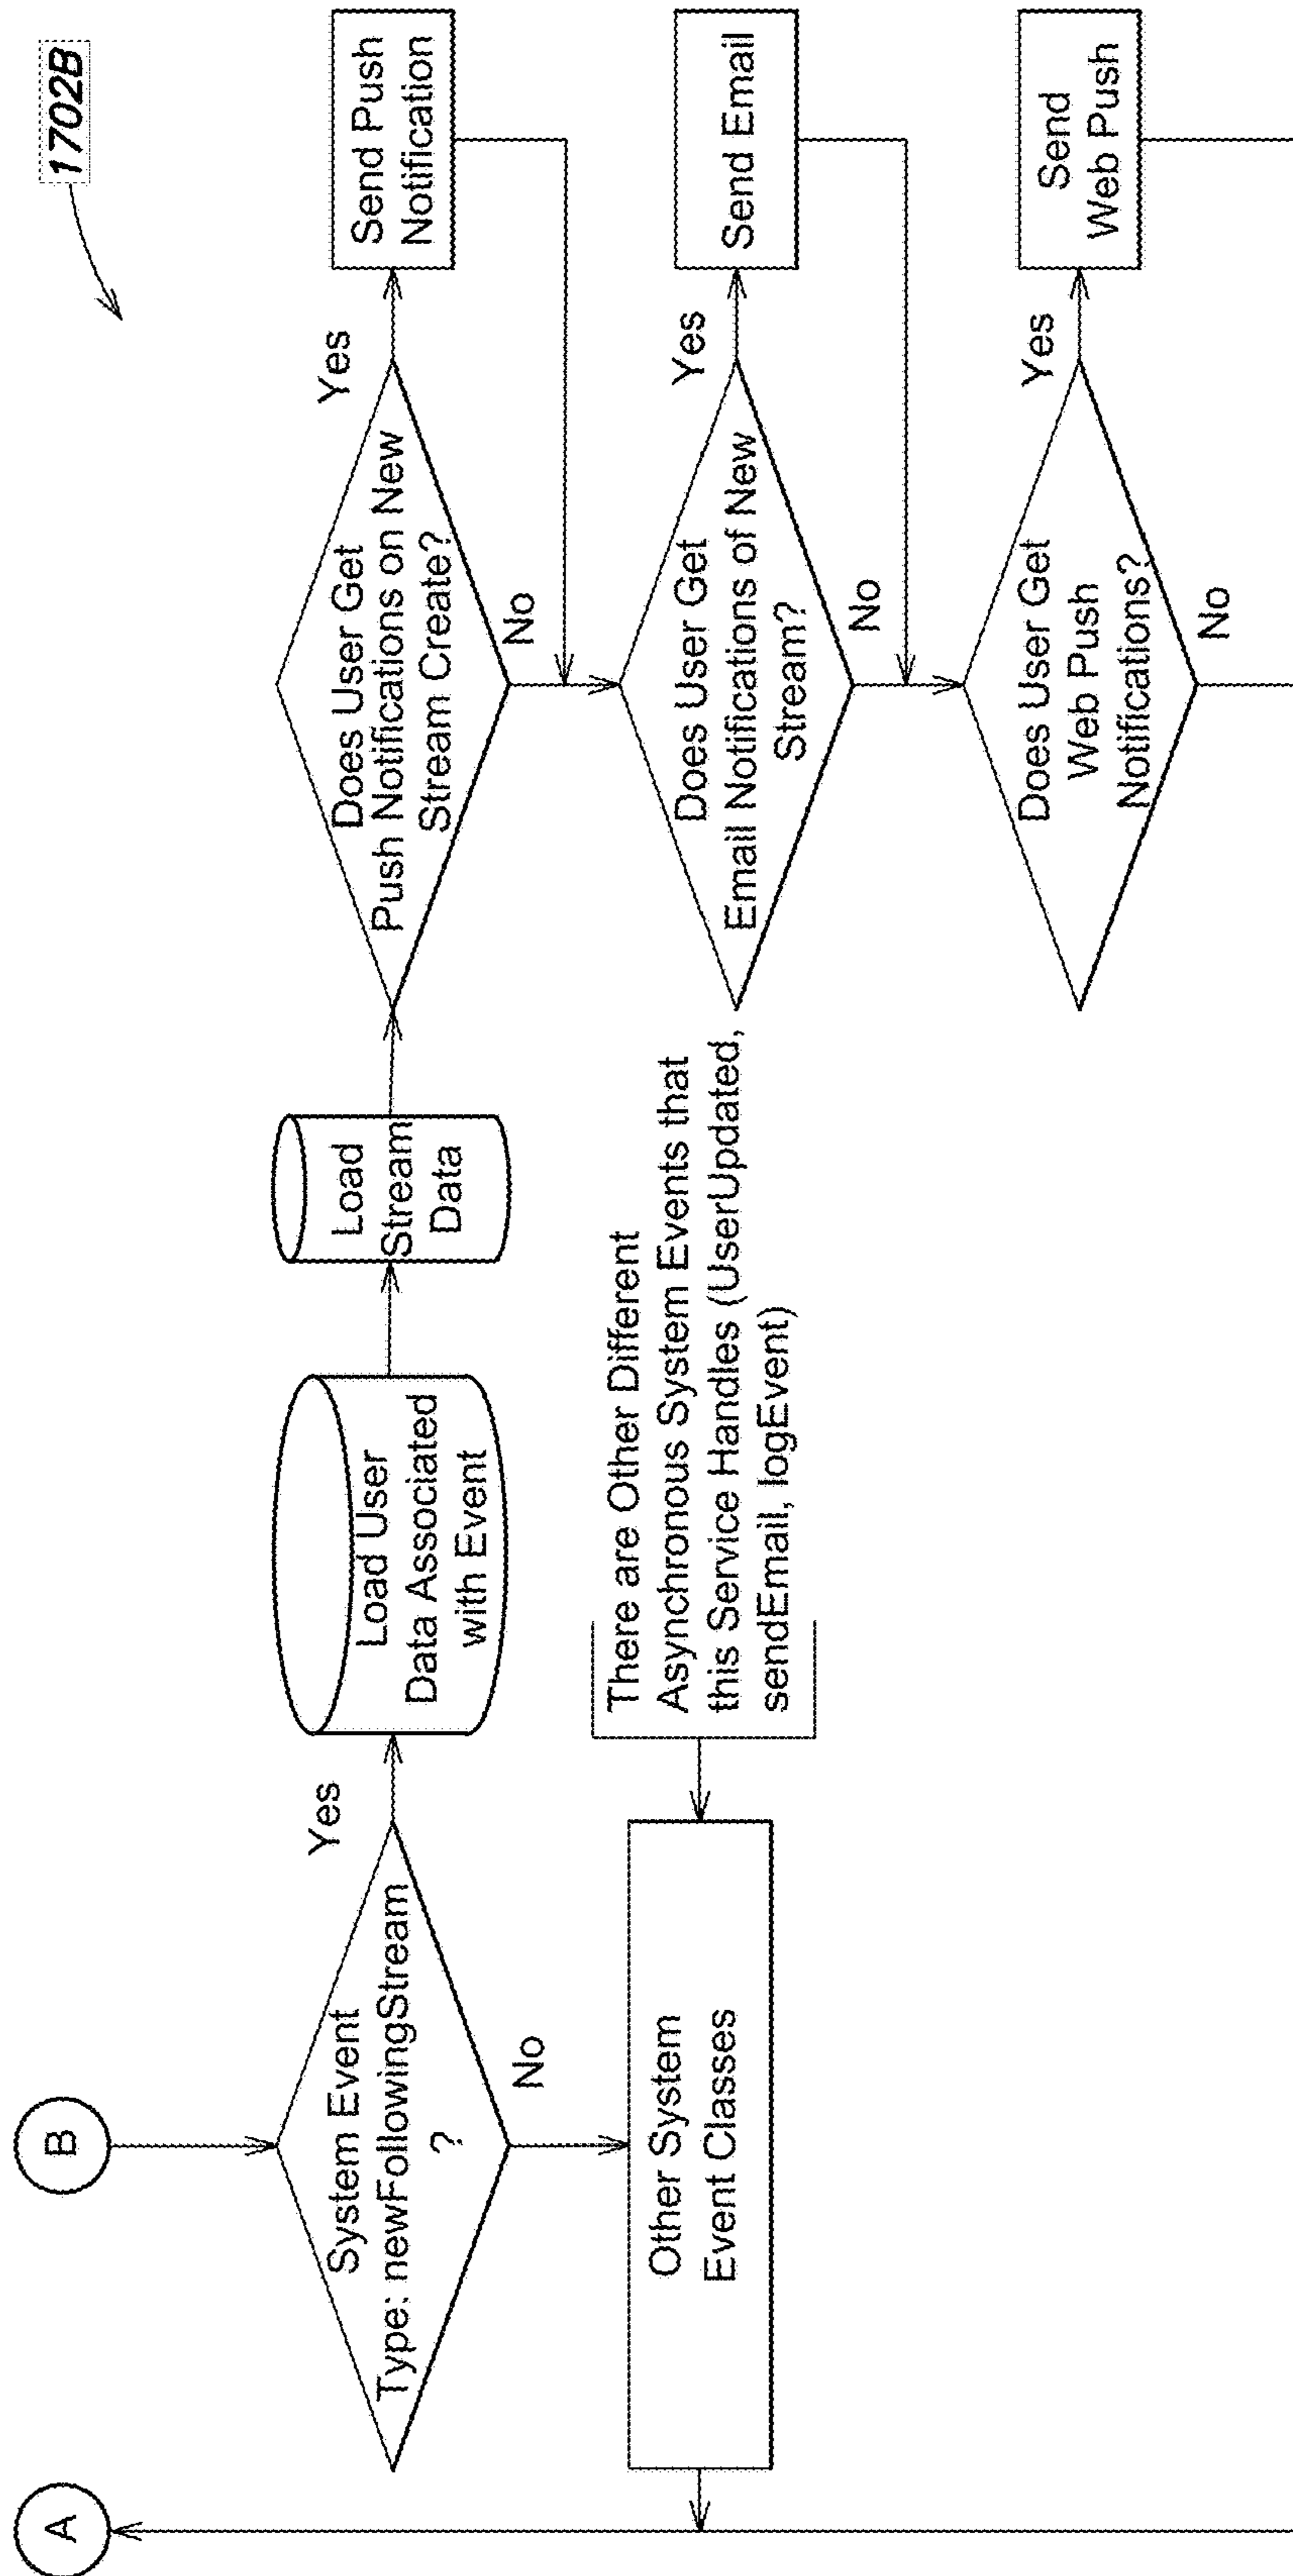 1702B
A
B
System Event
Type: newFollowingStream
?
Yes
No
Load User
Data Associated
with Event
Load
Stream
Data
Does User Get
Push Notifications on New
Stream Create?
Yes
No
Send Push
Notification
Other System
Event Classes
There are Other Different
Asynchronous System Events that
this Service Handles (UserUpdated,
sendEmail, logEvent)
Does User Get
Email Notifications of New
Stream?
Yes
No
Send Email
Does User Get
Web Push
Notifications?
Yes
No
Send
Web Push